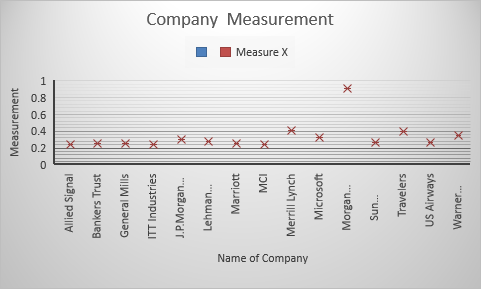 Company Measurement
Measure X
Measurement
1
0.8
0.6
0.4
0.2
0
Allied Signal
Bankers Trust
General Mills
ITT Industries
J.P.Morgan...
Lehman...
Marriott
MCI
Merrill Lynch
Microsoft
Morgan...
Sun...
Travelers
US Airways
Warner...
Name of Company